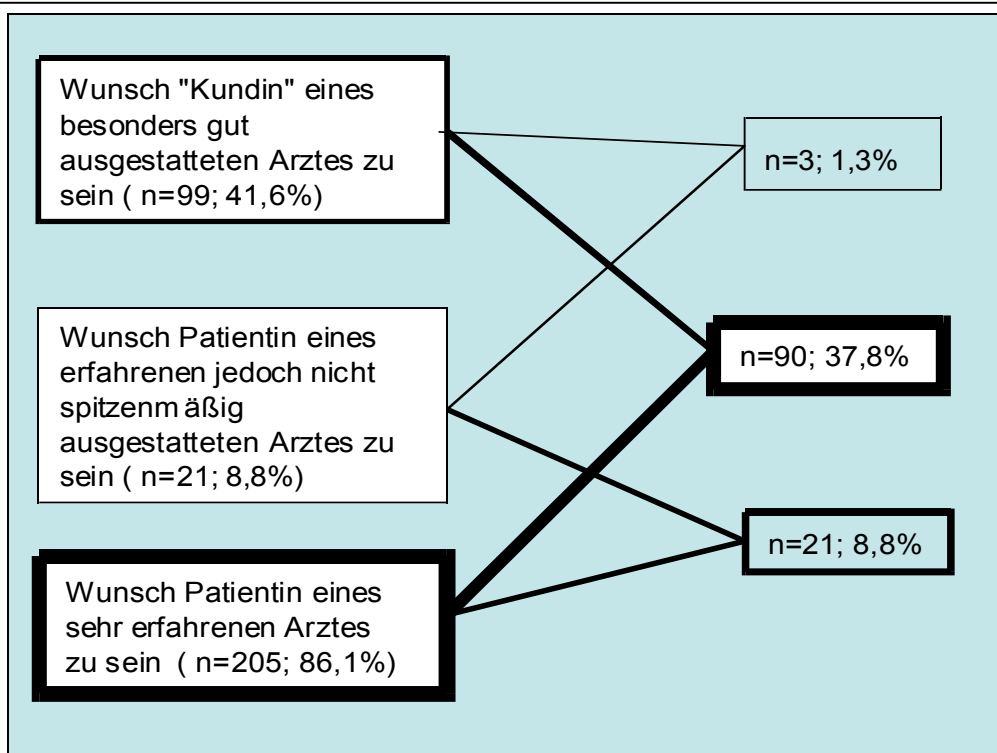 Wunsch "Kundin" eines
besonders gut
ausgestatteten Arztes zu
sein ( n=99; 41,6%)
n=3; 1,3%
Wunsch Patientin eines
erfahrenen jedoch nicht
spitzenm äßig
ausgestatteten Arztes zu
sein ( n=21; 8,8%)
n=90; 37,8%
n=21; 8,8%
Wunsch Patientin eines
sehr erfahrenen Arztes
zu sein ( n=205; 86,1%)